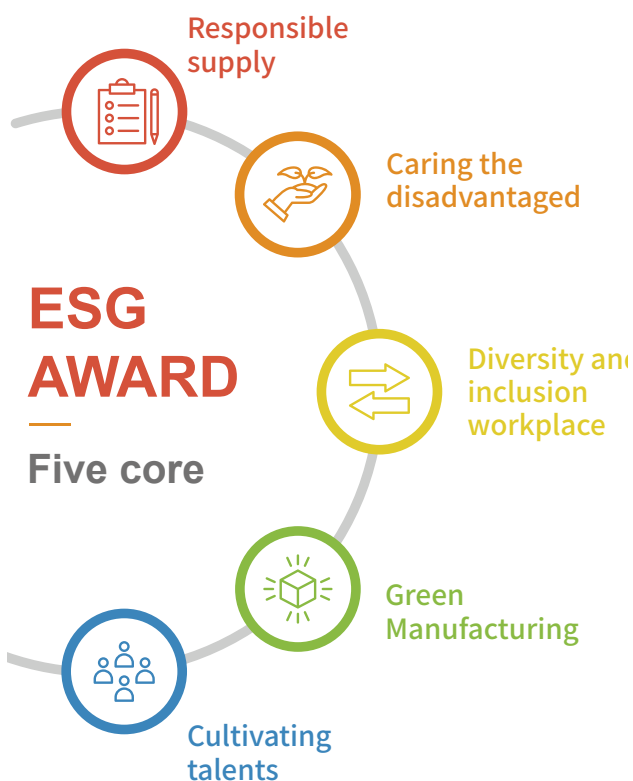 Responsible
supply
Caring the
disadvantaged
ESG
AWARD
Five core
Diversity and
inclusion
workplace
Green
Manufacturing
Cultivating
talents